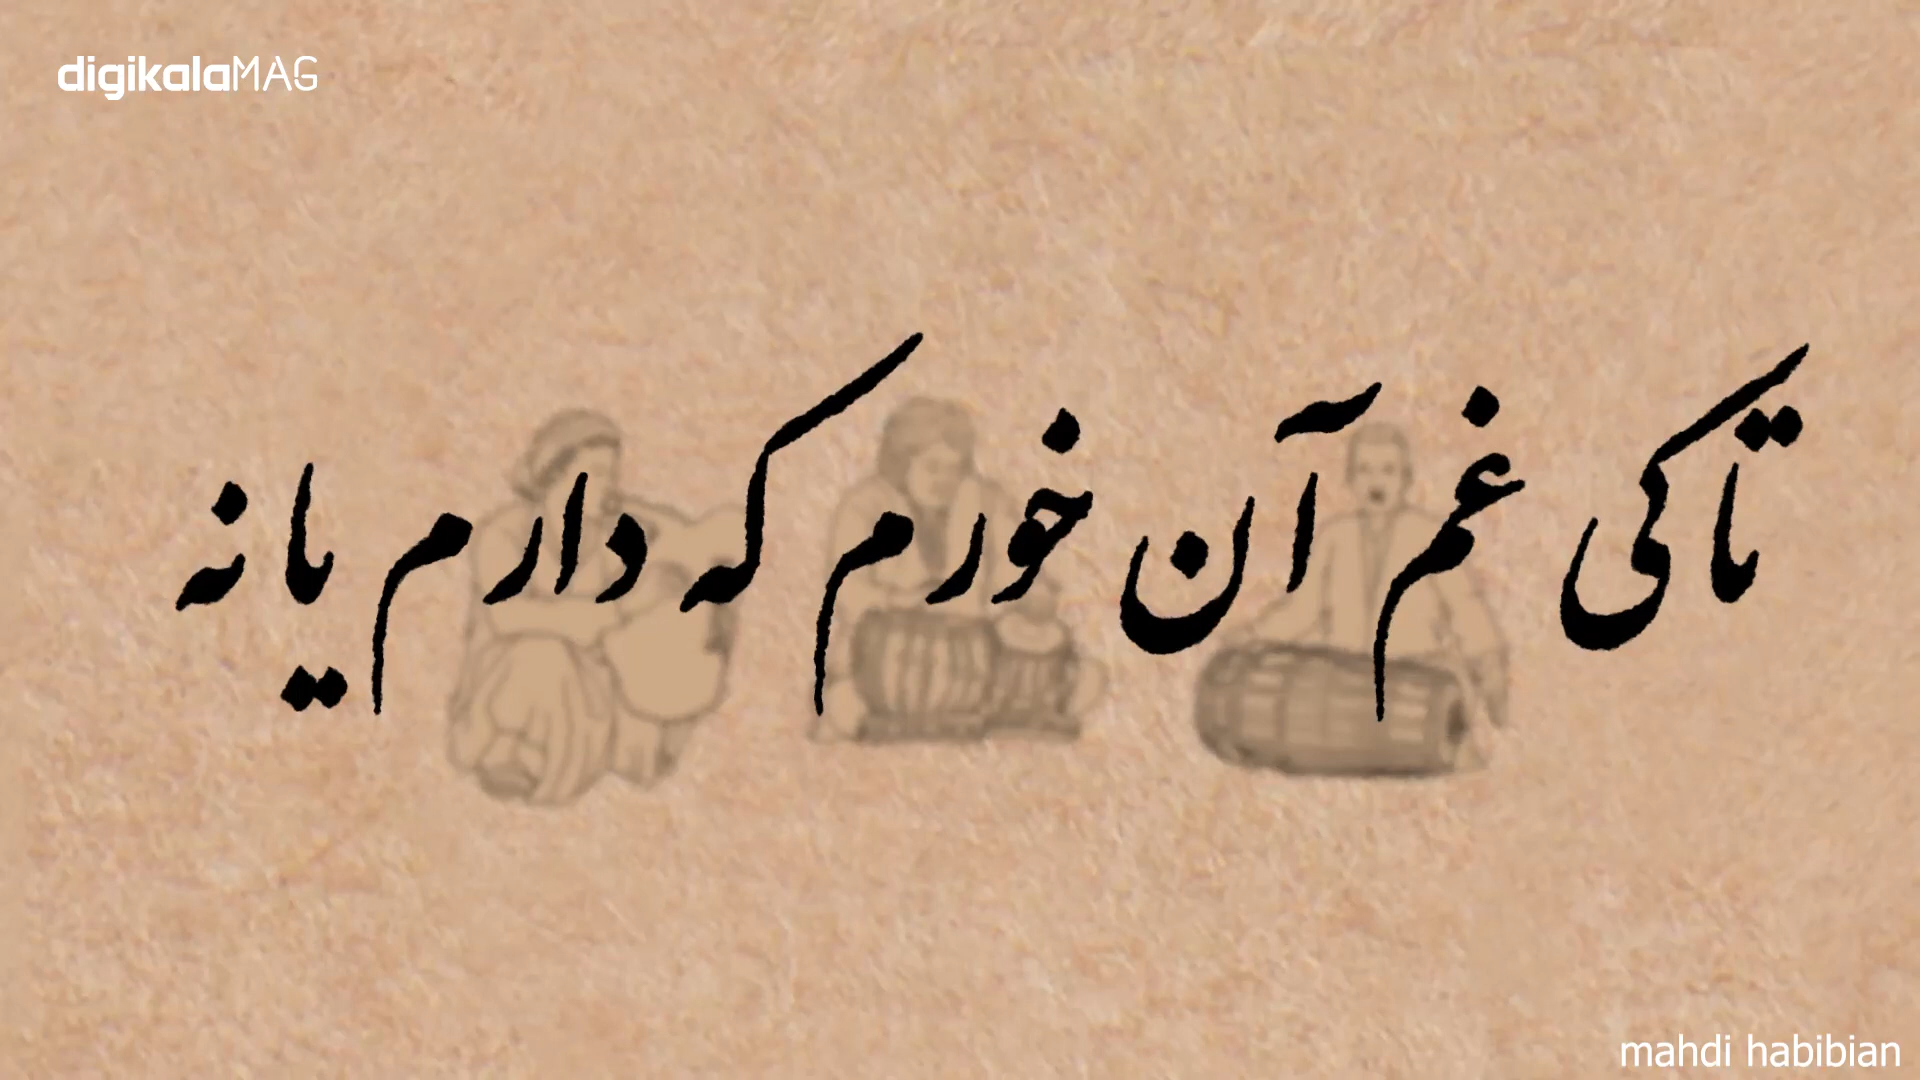 digikalaMAG
تا کی غم آن خورم که دارم یا نه
mahdi habibian